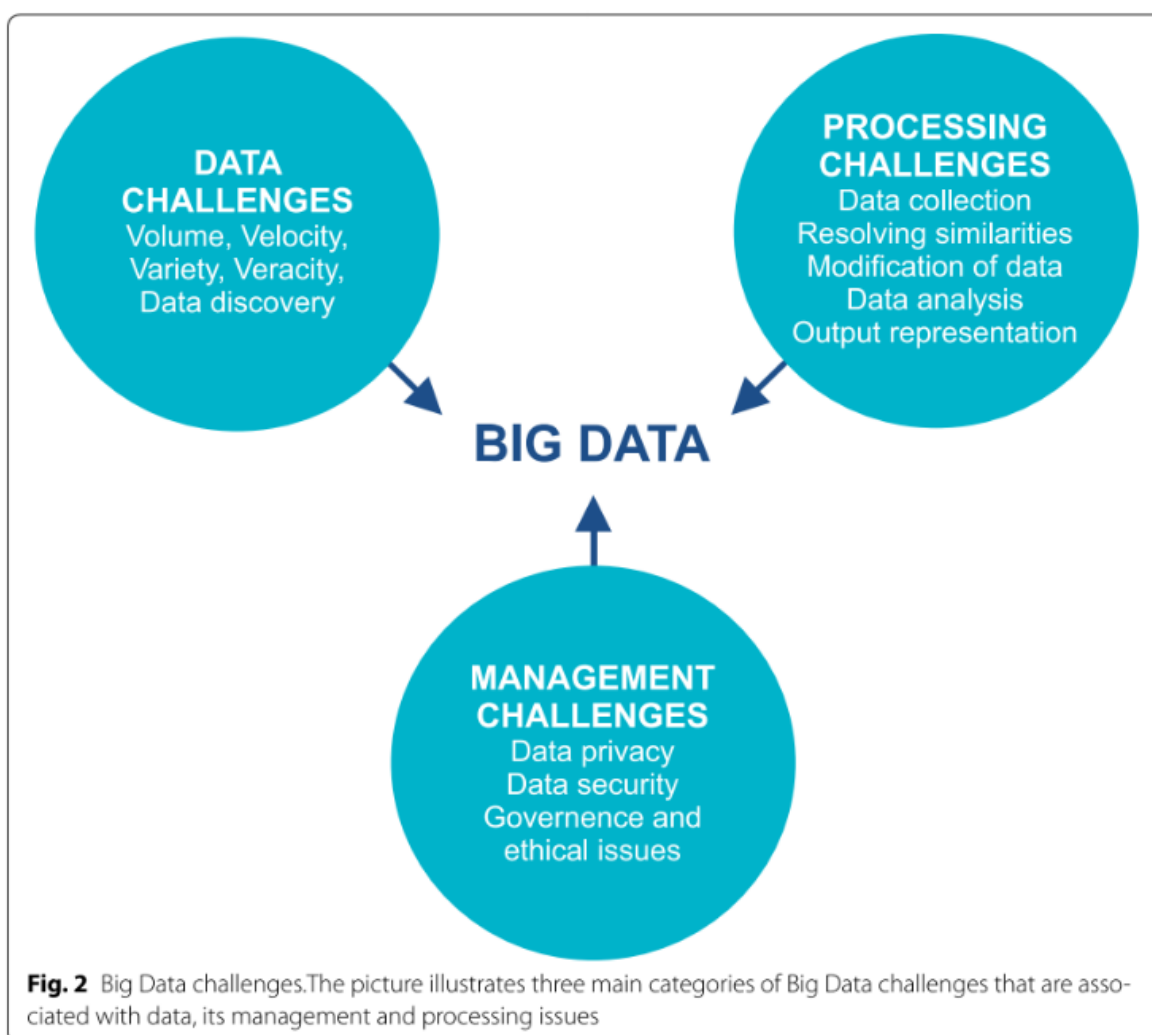 DATA
CHALLENGES
Volume, Velocity,
Variety, Veracity,
Data discovery
PROCESSING
CHALLENGES
Data collection
Resolving similarities
Modification of data
Data analysis
Output representation
BIG DATA
MANAGEMENT
CHALLENGES
Data privacy
Data security
Governence and
ethical issues
Fig. 2 Big Data challenges.The picture illustrates three main categories of Big Data challenges that are asso-
ciated with data, its management and processing issues